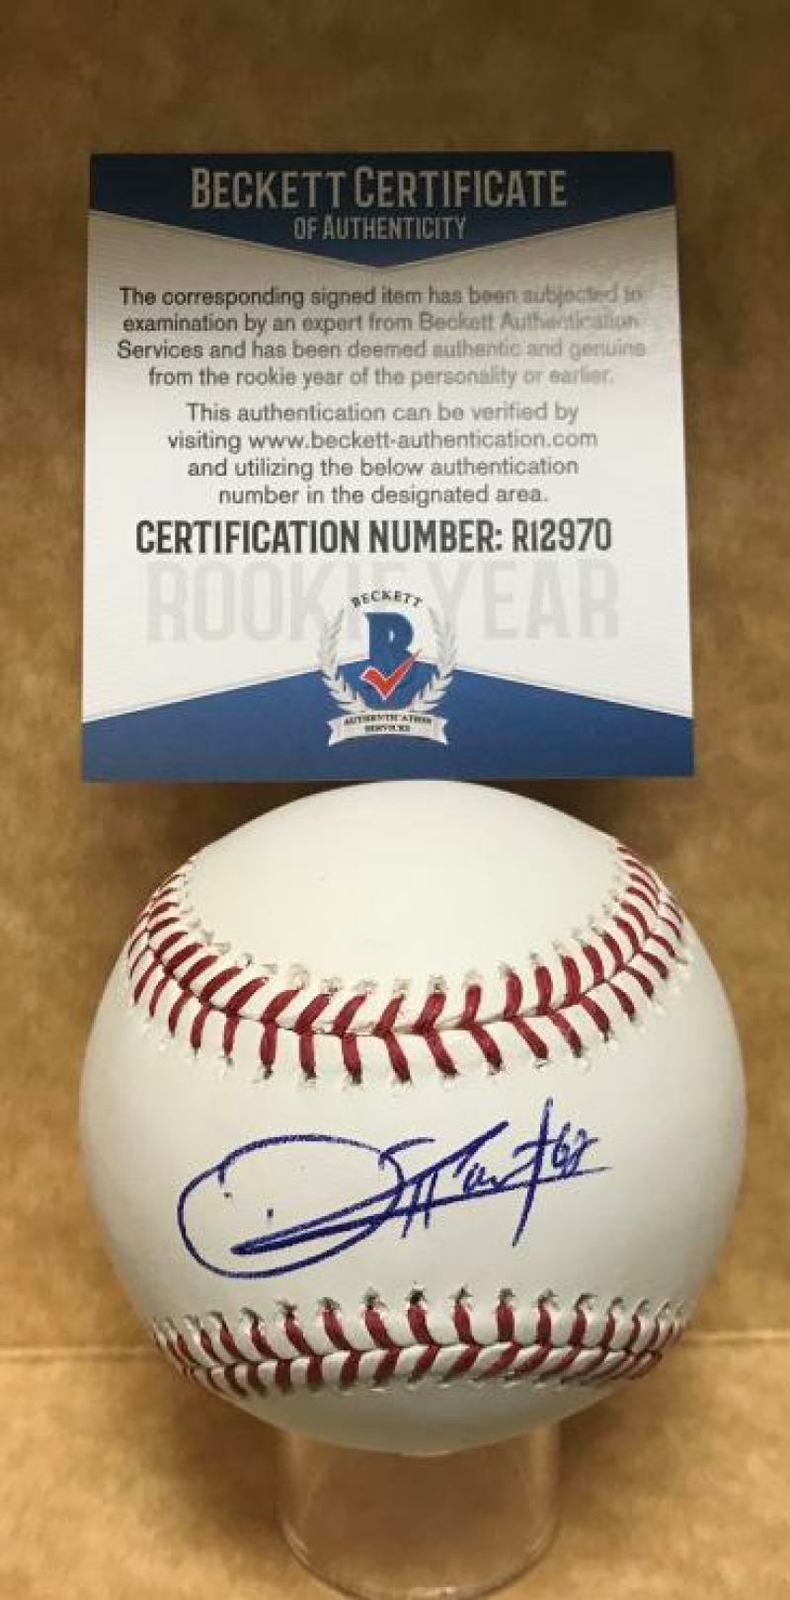 BECKETT CERTIFICATE
OF AUTHENTICITY
The corresponding signed item has been subjected to
examination by an expert from Beckett Authentication
Services and has been deemed authentic and genuine
from the rookie year of the personality or earlier.
This authentication can be verified by
visiting www.beckett-authentication.com
and utilizing the below authentication
number in the designated area.
CERTIFICATION NUMBER: R12970
ROOKIE YEAR
BECKETT
B
AUTHENTICATION
SERVICES